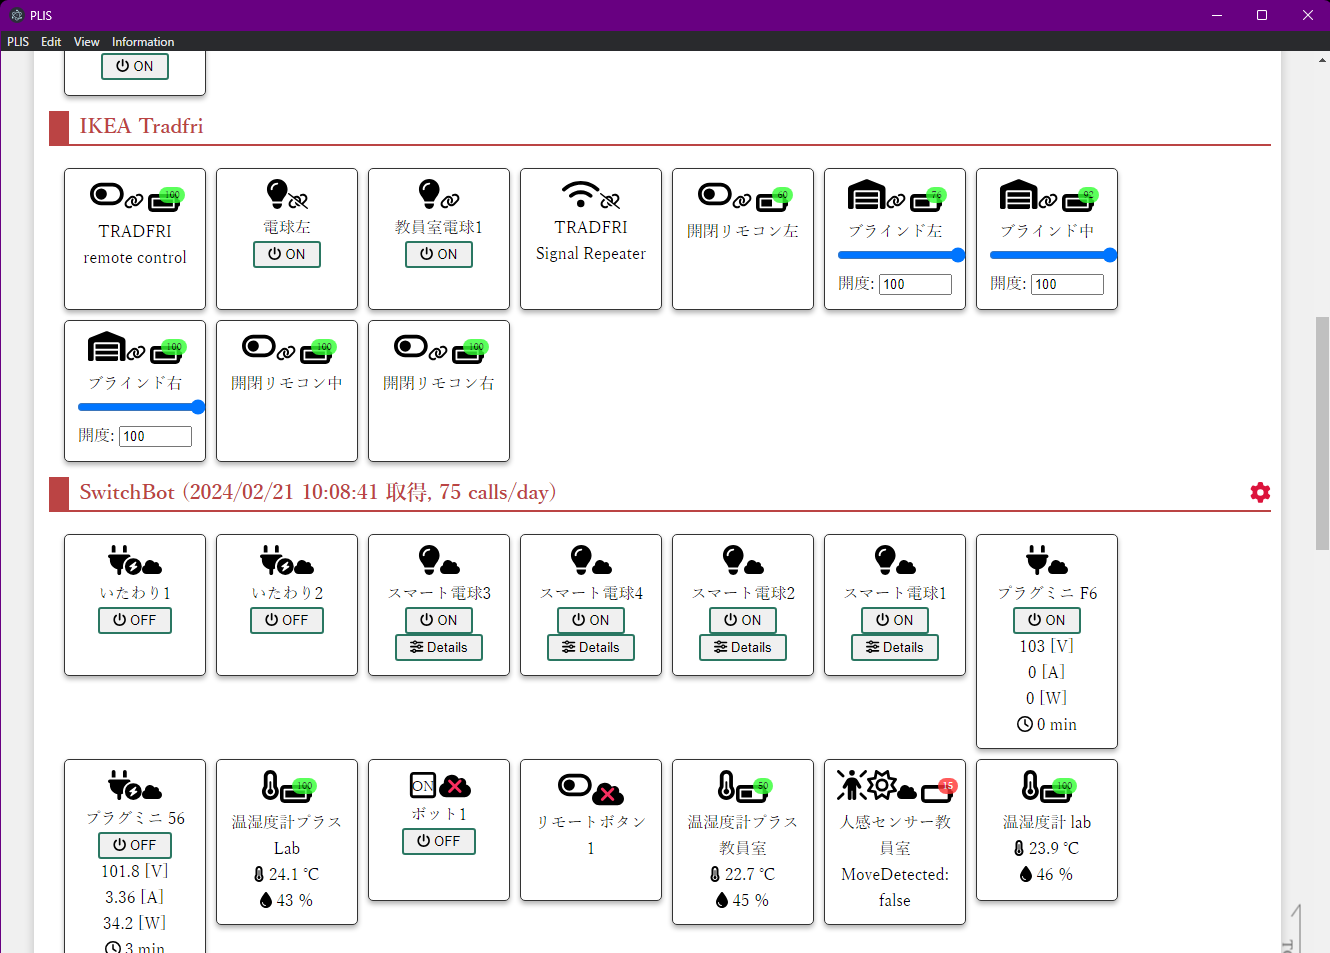 PLIS
PLIS Edit View Information
ON
IKEA Tradfri
100
TRADFRI
remote control
電球左
ON
教員室電球1
ON
TRADFRI
Signal Repeater
60
開閉リモコン左
76
ブラインド左
開度: 100
92
ブラインド中
開度: 100
100
ブラインド右
開度: 100
100
開閉リモコン中
100
開閉リモコン右
SwitchBot (2024/02/21 10:08:41 取得, 75 calls/day)
いたわり1
OFF
いたわり2
OFF
スマート電球3
ON
Details
スマート電球4
ON
Details
スマート電球2
ON
Details
スマート電球1
ON
Details
プラグミニ F6
ON
103 [V]
0 [A]
0 [W]
0 min
プラグミニ 56
OFF
101.8 [V]
3.36 [A]
34.2 [W]
3 min
100
温湿度計プラス
Lab
24.1 ℃
43 %
ON
ボット1
OFF
リモートボタン
1
50
温湿度計プラス
教員室
22.7 ℃
45 %
15
人感センサー教
員室
MoveDetected:
false
100
温湿度計 lab
23.9 ℃
46 %